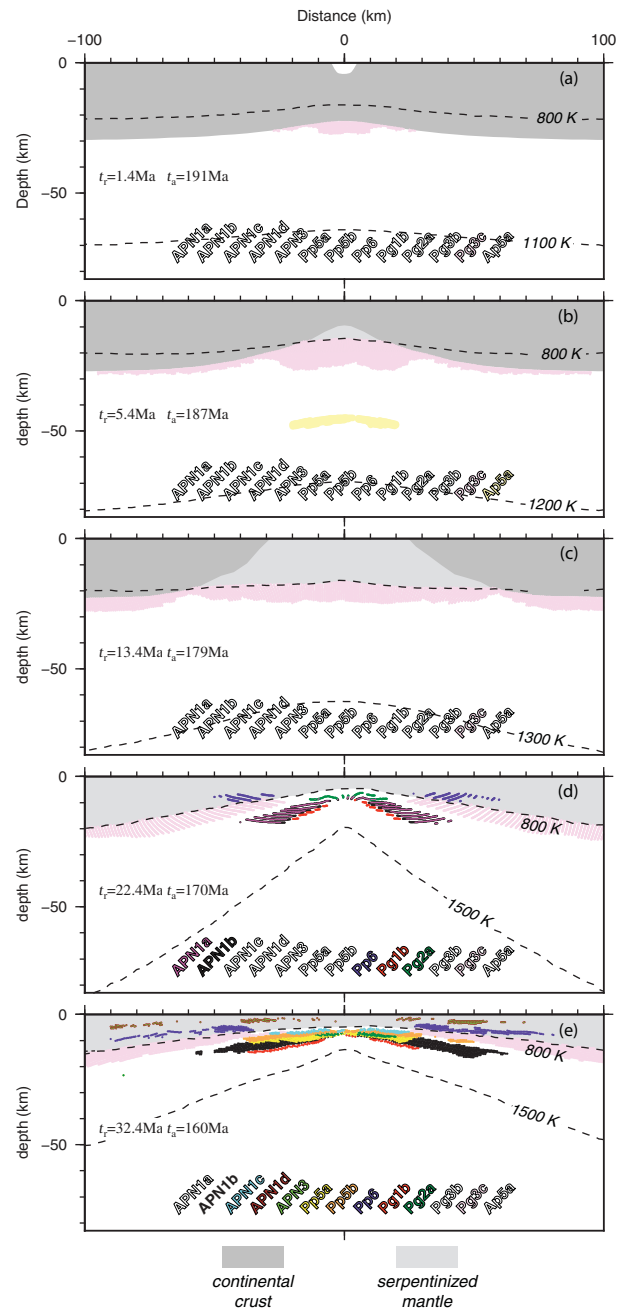 Distance (km)
−100 0 100
0
(a)
800 K
Depth (km)
tr=1.4Ma ta=191Ma
−50
1100 K
APN1a APN1b APN1c APN1d APN3 Pp5a Pp5b Pp6 Pg1b Pg2a Pg3b Pg3c Ap5a
0
(b)
800 K
depth (km)
tr=5.4Ma ta=187Ma
−50
APN1a APN1b APN1c APN1d APN3 Pp5a Pp5b Pp6 Pg1b Pg2a Pg3b Pg3c Ap5a
1200 K
0
(c)
depth (km)
tr=13.4Ma ta=179Ma
−50
APN1a APN1b APN1c APN1d APN3 Pp5a Pp5b Pp6 Pg1b Pg2a Pg3b Pg3c Ap5a
1300 K
0
(d)
800 K
depth (km)
tr=22.4Ma ta=170Ma
−50
1500 K
APN1a APN1b APN1c APN1d APN3 Pp5a Pp5b Pp6 Pg1b Pg2a Pg3b Pg3c Ap5a
0
(e)
800 K
depth (km)
1500 K
tr=32.4Ma ta=160Ma
−50
APN1a APN1b APN1c APN1d APN3 Pp5a Pp5b Pp6 Pg1b Pg2a Pg3b Pg3c Ap5a
continental
crust
serpentinized
mantle